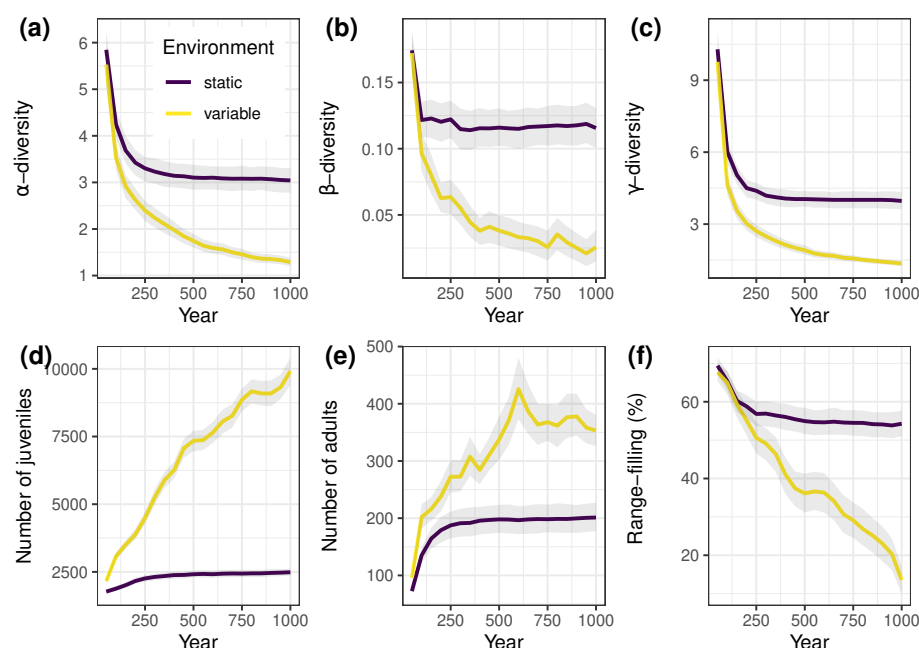 (a)
α−diversity
6
5
4
3
2
1
Environment
static
variable
250
500
750
1000
Year
(b)
β−diversity
0.15
0.10
0.05
250
500
750
1000
Year
(c)
γ−diversity
9
6
3
250
500
750
1000
Year
(d)
Number of juveniles
10000
7500
5000
2500
250
500
750
1000
Year
(e)
Number of adults
500
400
300
200
100
250
500
750
1000
Year
(f)
Range−filling (%)
60
40
20
250
500
750
1000
Year